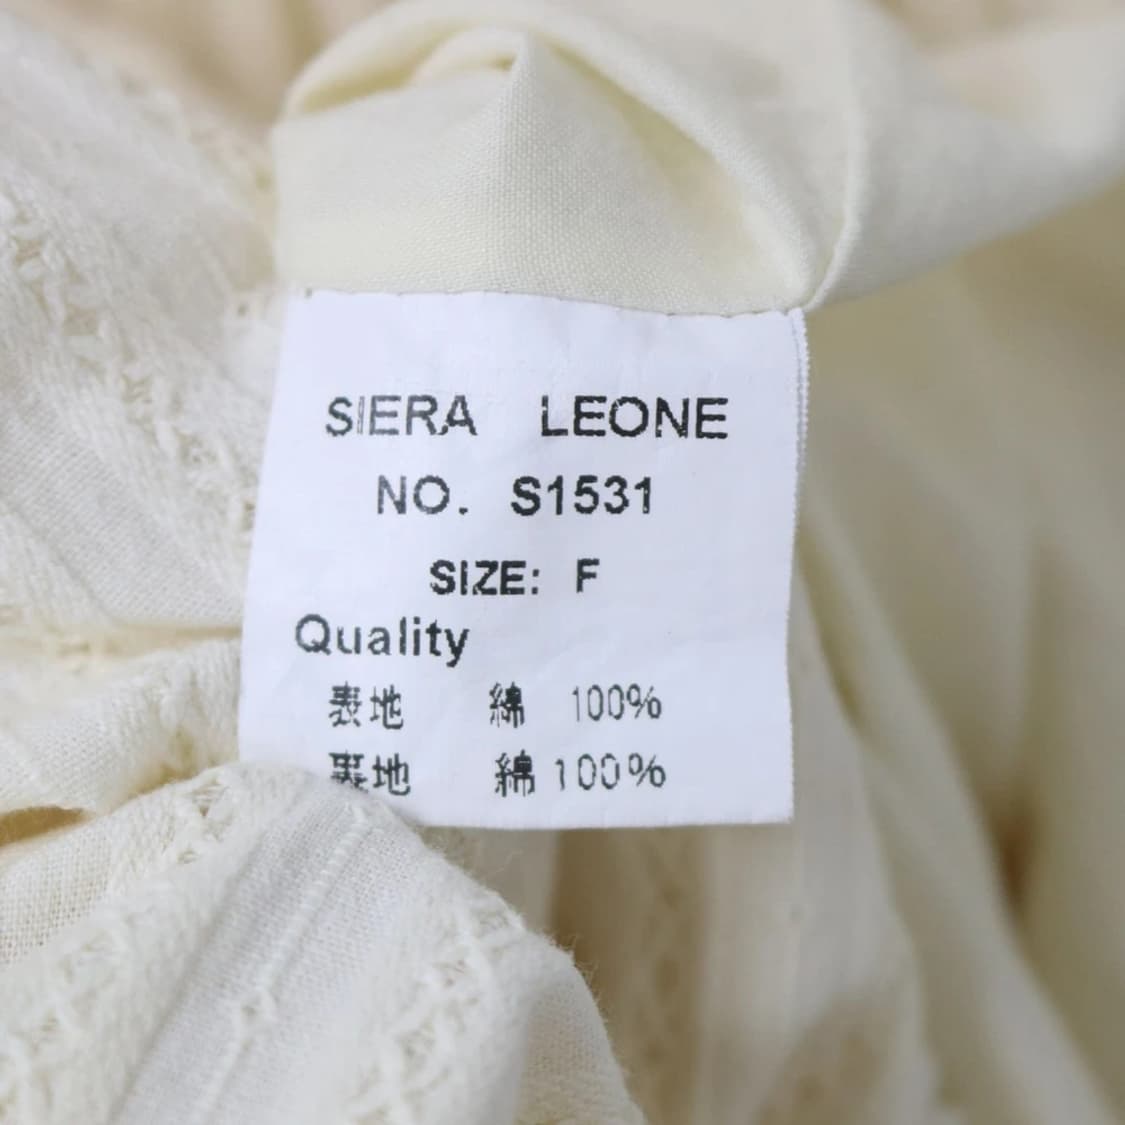 SIERA LEONE
NO. S1531
SIZE: F
Quality
表地 綿 100%
裏地 綿 100%